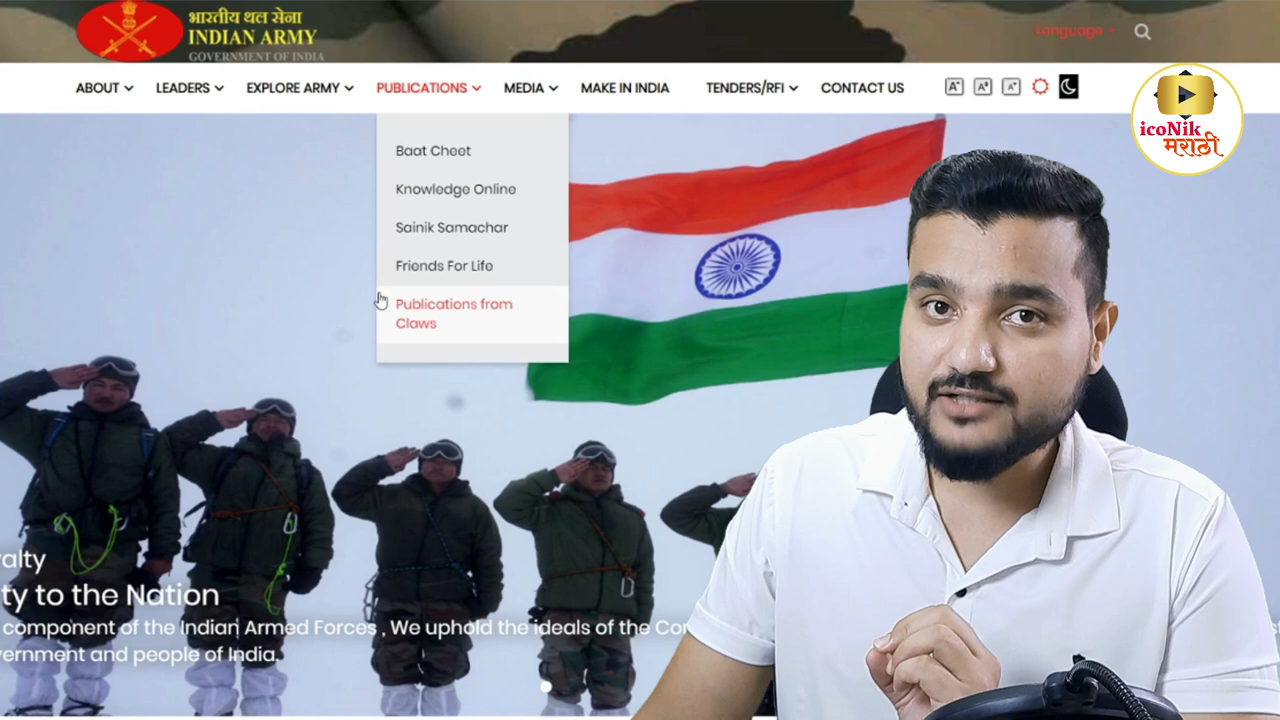 भारतीय थल सेना
INDIAN ARMY
GOVERNMENT OF INDIA
Language
ABOUT LEADERS EXPLORE ARMY PUBLICATIONS MEDIA MAKE IN INDIA TENDERS/RFI CONTACT US
icoNik
मराठी
Baat Cheet
Knowledge Online
Sainik Samachar
Friends For Life
Publications from
Claws
alty
ty to the Nation
component of the Indian Armed Forces , We uphold the ideals of the Con
vernment and people of India.